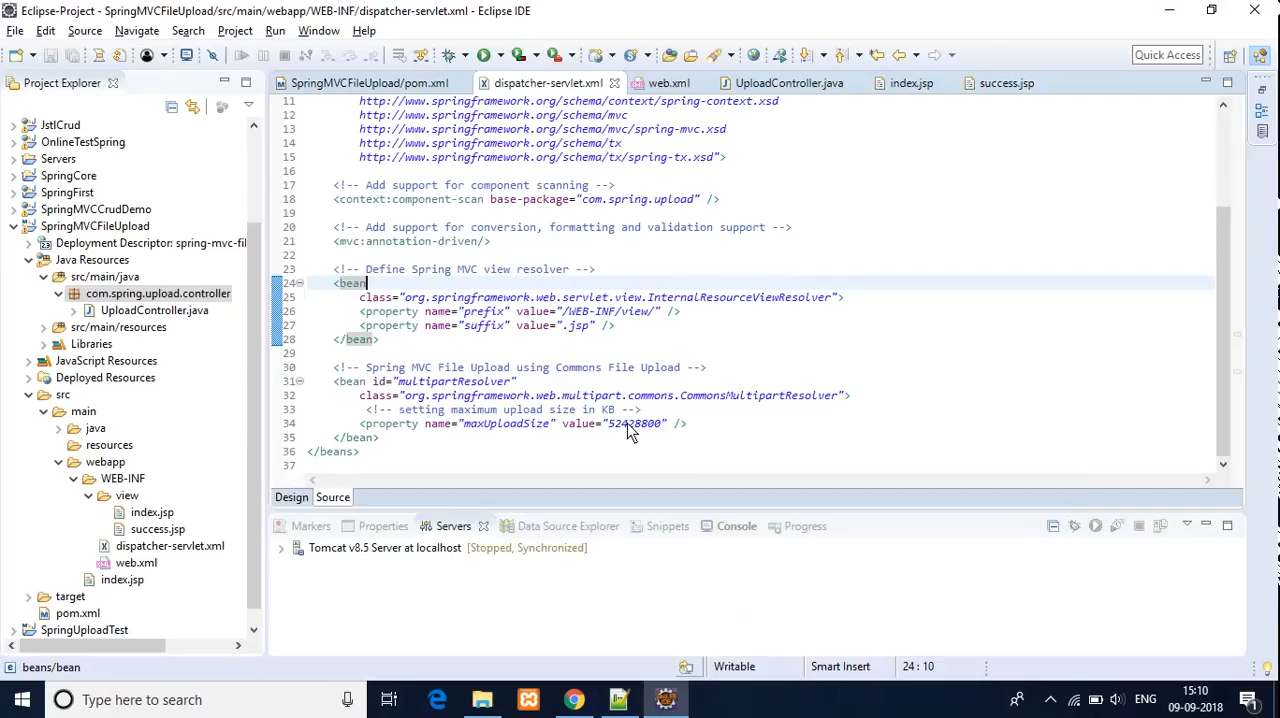 Eclipse-Project - SpringMVCFileUpload/src/main/webapp/WEB-INF/dispatcher-servlet.xml - Eclipse IDE
File Edit Source Navigate Search Project Run Window Help
Quick Access
Project Explorer
SpringMVCFileUpload/pom.xml dispatcher-servlet.xml web.xml UploadController.java index.jsp success.jsp
JstlCrud
OnlineTestSpring
Servers
SpringCore
SpringFirst
SpringMVCCrudDemo
SpringMVCFileUpload
Deployment Descriptor: spring-mvc-fil
Java Resources
src/main/java
com.spring.upload.controller
UploadController.java
src/main/resources
Libraries
JavaScript Resources
Deployed Resources
src
main
java
resources
webapp
WEB-INF
view
index.jsp
success.jsp
dispatcher-servlet.xml
web.xml
index.jsp
target
pom.xml
SpringUploadTest
11 http://www.springframework.org/schema/context/spring-context.xsd
12 http://www.springframework.org/schema/mvc
13 http://www.springframework.org/schema/mvc/spring-mvc.xsd
14 http://www.springframework.org/schema/tx
15 http://www.springframework.org/schema/tx/spring-tx.xsd">
16
17 <!-- Add support for component scanning -->
18 <context:component-scan base-package="com.spring.upload" />
19
20 <!-- Add support for conversion, formatting and validation support -->
21 <mvc:annotation-driven/>
22
23 <!-- Define Spring MVC view resolver -->
24 <bean
25 class="org.springframework.web.servlet.view.InternalResourceViewResolver">
26 <property name="prefix" value="/WEB-INF/view/" />
27 <property name="suffix" value=".jsp" />
28 </bean>
29
30 <!-- Spring MVC File Upload using Commons File Upload -->
31 <bean id="multipartResolver"
32 class="org.springframework.web.multipart.commons.CommonsMultipartResolver">
33 <!-- setting maximum upload size in KB -->
34 <property name="maxUploadSize" value="52428800" />
35 </bean>
36 </beans>
37
Design Source
Markers Properties Servers Data Source Explorer Snippets Console Progress
Tomcat v8.5 Server at localhost [Stopped, Synchronized]
beans/bean Writable Smart Insert 24 : 10
Type here to search
ENG
15:10
09-09-2018
1